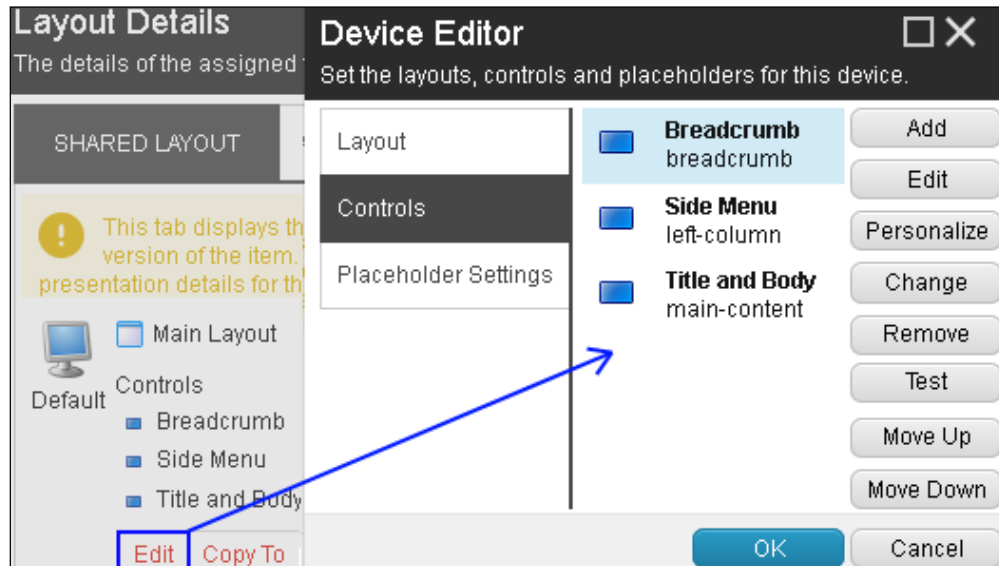 Layout Details
The details of the assigned
SHARED LAYOUT
This tab displays th
version of the item.
presentation details for th
Main Layout
Default
Controls
Breadcrumb
Side Menu
Title and Body
Edit
Copy To
Device Editor
Set the layouts, controls and placeholders for this device.
Layout
Controls
Placeholder Settings
Breadcrumb
breadcrumb
Side Menu
left-column
Title and Body
main-content
Add
Edit
Personalize
Change
Remove
Test
Move Up
Move Down
OK
Cancel